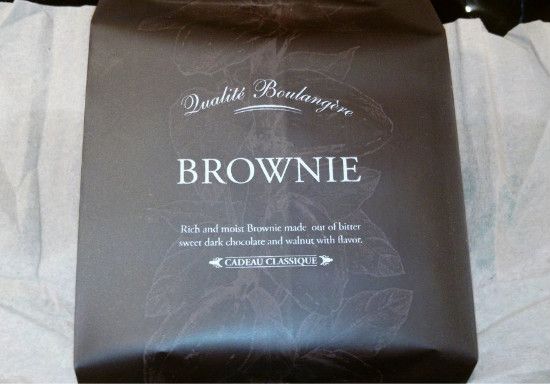 Qualité Boulangère
BROWNIE
Rich and moist Brownie made out of bitter
sweet dark chocolate and walnut with flavor.
CADEAU CLASSIQUE